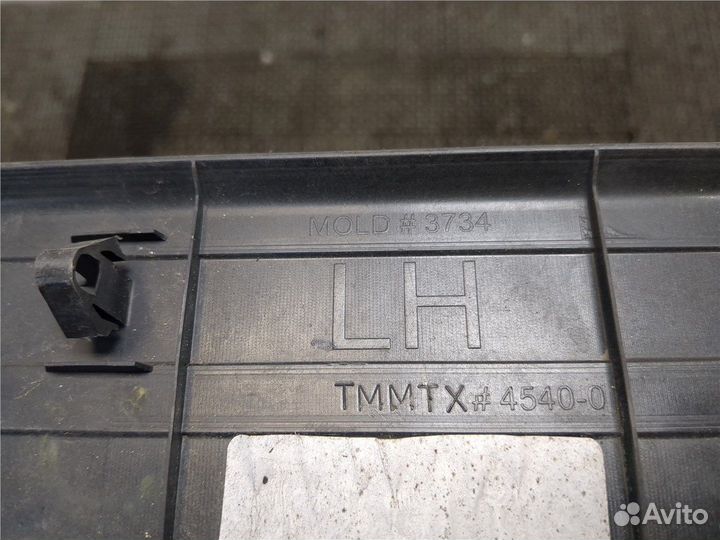 MOLD # 3734
LH
TMMTX# 4540-0
Avito